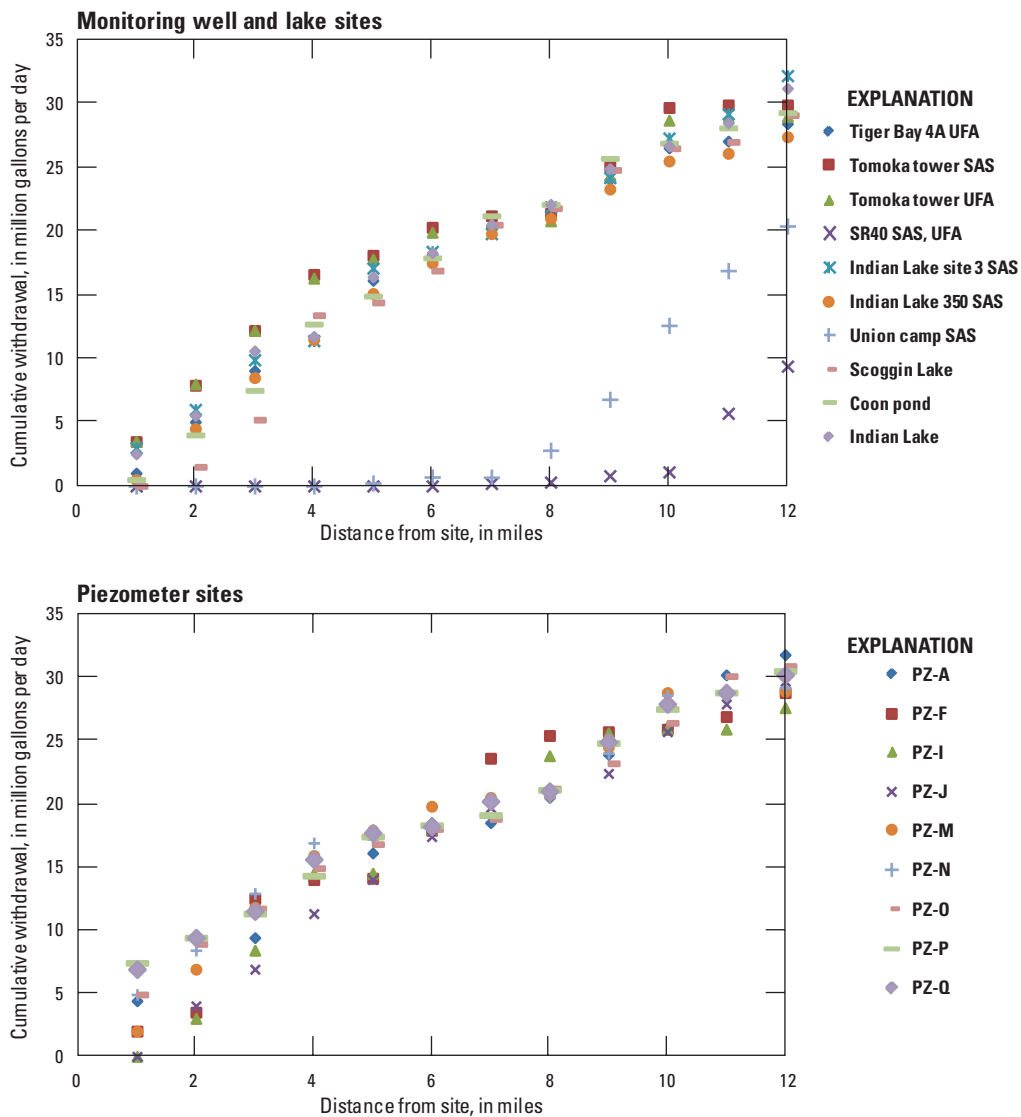 Monitoring well and lake sites
35
30
25
20
15
10
5
0
Cumulative withdrawal, in million gallons per day
0 2 4 6 8 10 12
Distance from site, in miles
EXPLANATION
Tiger Bay 4A UFA
Tomoka tower SAS
Tomoka tower UFA
SR40 SAS, UFA
Indian Lake site 3 SAS
Indian Lake 350 SAS
Union camp SAS
Scoggin Lake
Coon pond
Indian Lake
Piezometer sites
35
30
25
20
15
10
5
0
Cumulative withdrawal, in million gallons per day
0 2 4 6 8 10 12
Distance from site, in miles
EXPLANATION
PZ-A
PZ-F
PZ-I
PZ-J
PZ-M
PZ-N
PZ-O
PZ-P
PZ-Q